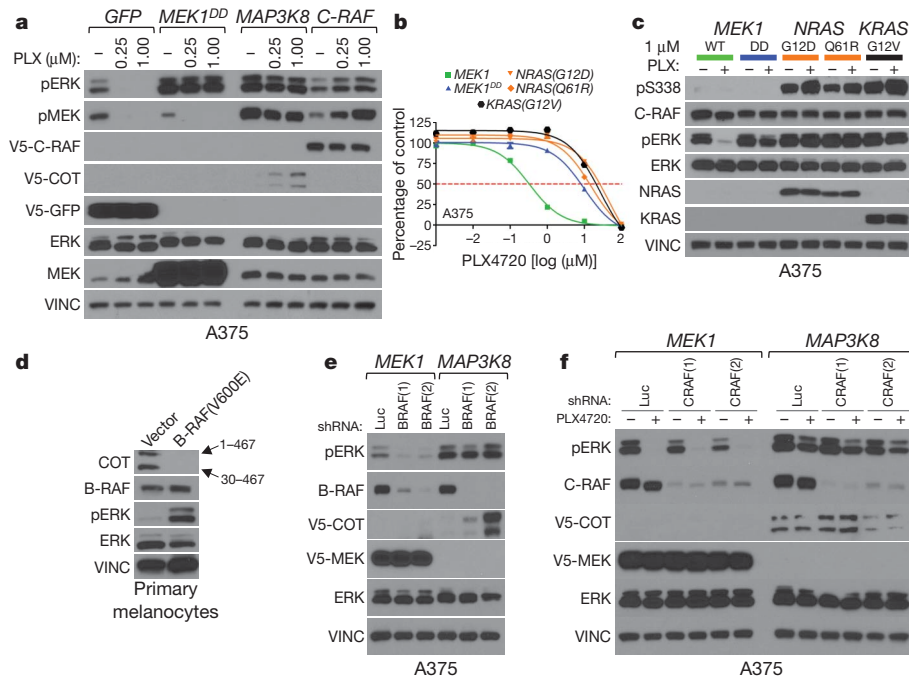 a
GFP MEK1DD MAP3K8 C-RAF
PLX (μM): – 0.25 1.00 – 0.25 1.00 – 0.25 1.00 – 0.25 1.00
pERK
pMEK
V5-C-RAF
V5-COT
V5-GFP
ERK
MEK
VINC
A375
b
MEK1 NRAS(G12D)
MEK1DD NRAS(Q61R)
KRAS(G12V)
Percentage of control
125
100
75
50
25
0
–25
A375
–2 –1 0 1 2
PLX4720 [log (μM)]
c
MEK1 NRAS KRAS
1 μM WT DD G12D Q61R G12V
PLX: – + – + – + – + – +
pS338
C-RAF
pERK
ERK
NRAS
KRAS
VINC
A375
d
Vector B-RAF(V600E)
COT 1–467
30–467
B-RAF
pERK
ERK
VINC
Primary
melanocytes
e
MEK1 MAP3K8
shRNA: Luc BRAF(1) BRAF(2) Luc BRAF(1) BRAF(2)
pERK
B-RAF
V5-COT
V5-MEK
ERK
VINC
A375
f
MEK1 MAP3K8
shRNA: Luc CRAF(1) CRAF(2) Luc CRAF(1) CRAF(2)
PLX4720: – + – + – + – + – + – +
pERK
C-RAF
V5-COT
V5-MEK
ERK
VINC
A375